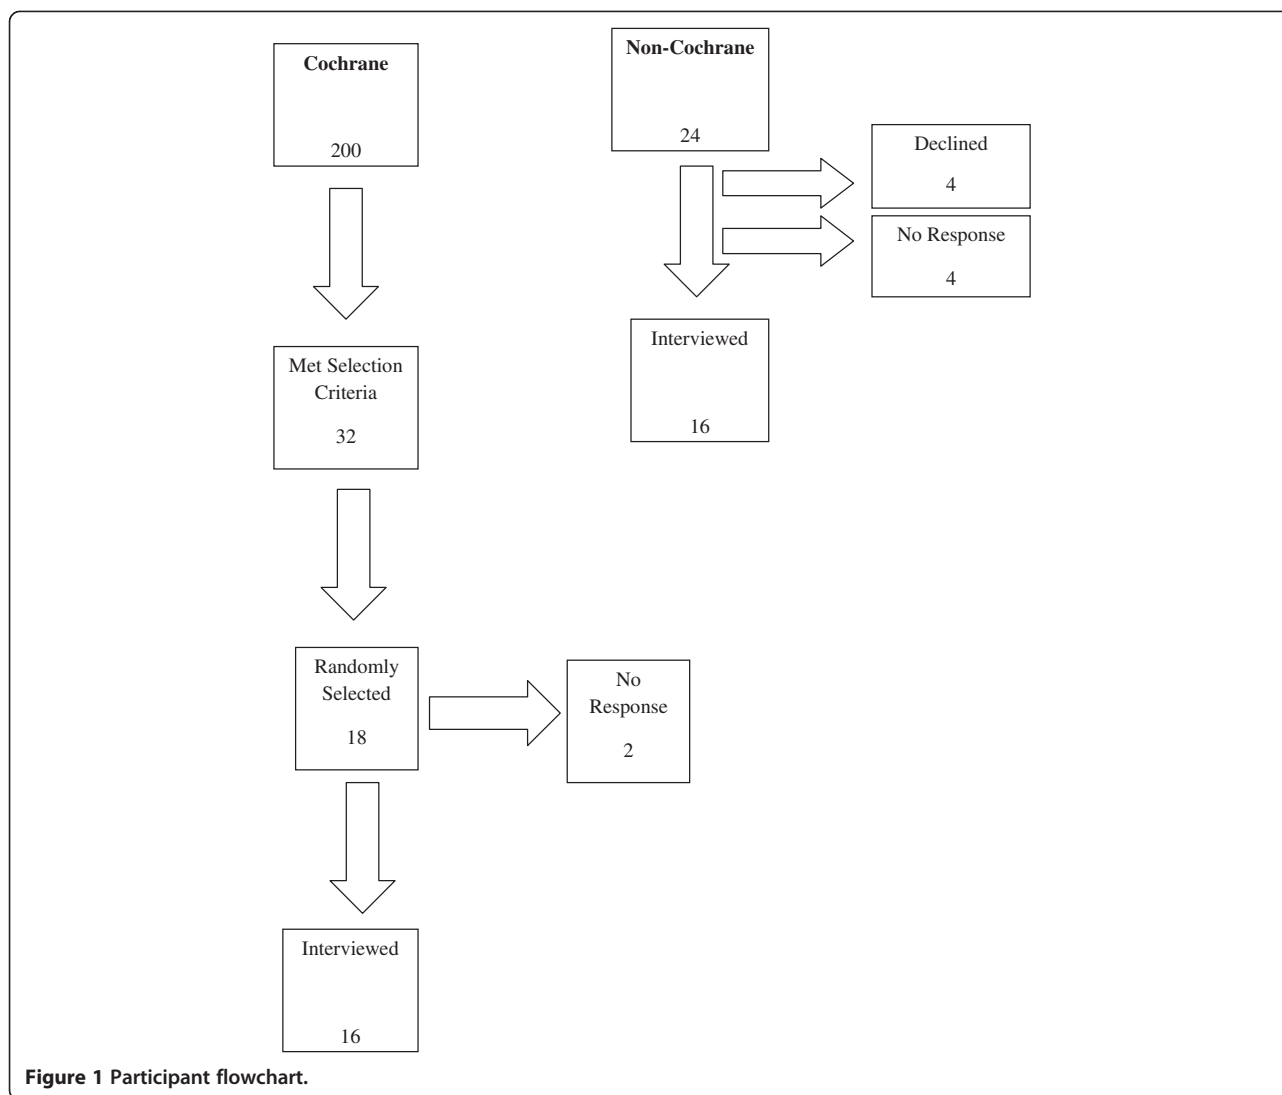 Cochrane
200
Met Selection
Criteria
32
Randomly
Selected
18
No
Response
2
Interviewed
16
Non-Cochrane
24
Declined
4
No Response
4
Interviewed
16
Figure 1 Participant flowchart.